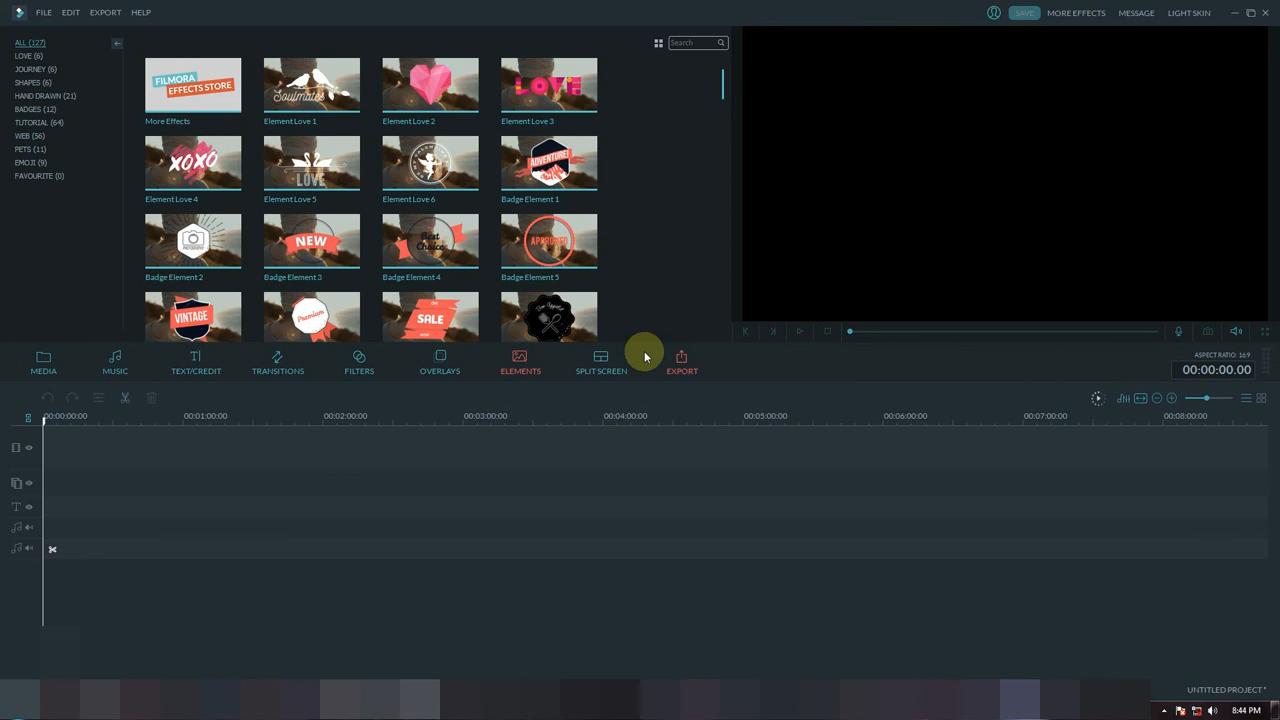 FILE EDIT EXPORT HELP SAVE MORE EFFECTS MESSAGE LIGHT SKIN
ALL (127)
LOVE (6)
JOURNEY (6)
SHAPES (6)
HAND DRAWN (21)
BADGES (12)
TUTORIAL (64)
WEB (56)
PETS (11)
EMOJI (9)
FAVOURITE (0)
Search
FILMORA
EFFECTS STORE
Soulmates
LOVE
More Effects Element Love 1 Element Love 2 Element Love 3
XOXO
LOVE
ADVENTURE!
Element Love 4 Element Love 5 Element Love 6 Badge Element 1
PHOTOGRAPHY
NEW
Best
Choice
APPROVED
Badge Element 2 Badge Element 3 Badge Element 4 Badge Element 5
VINTAGE
Premium
SALE
MEDIA MUSIC TEXT/CREDIT TRANSITIONS FILTERS OVERLAYS ELEMENTS SPLIT SCREEN EXPORT
ASPECT RATIO: 16:9
00:00:00.00
00:00:00:00 00:01:00:00 00:02:00:00 00:03:00:00 00:04:00:00 00:05:00:00 00:06:00:00 00:07:00:00 00:08:00:00
UNTITLED PROJECT *
8:44 PM